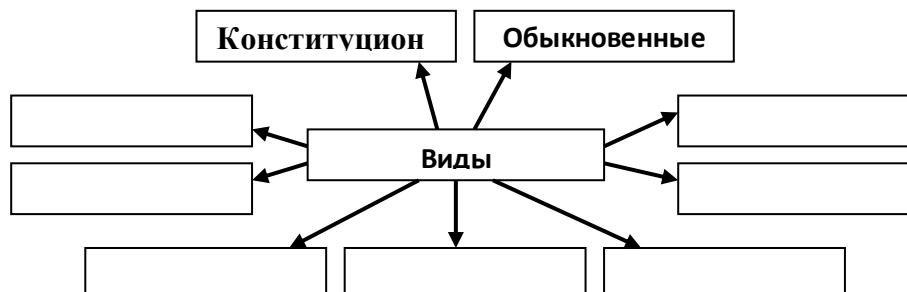 Конституцион
Обыкновенные
Виды